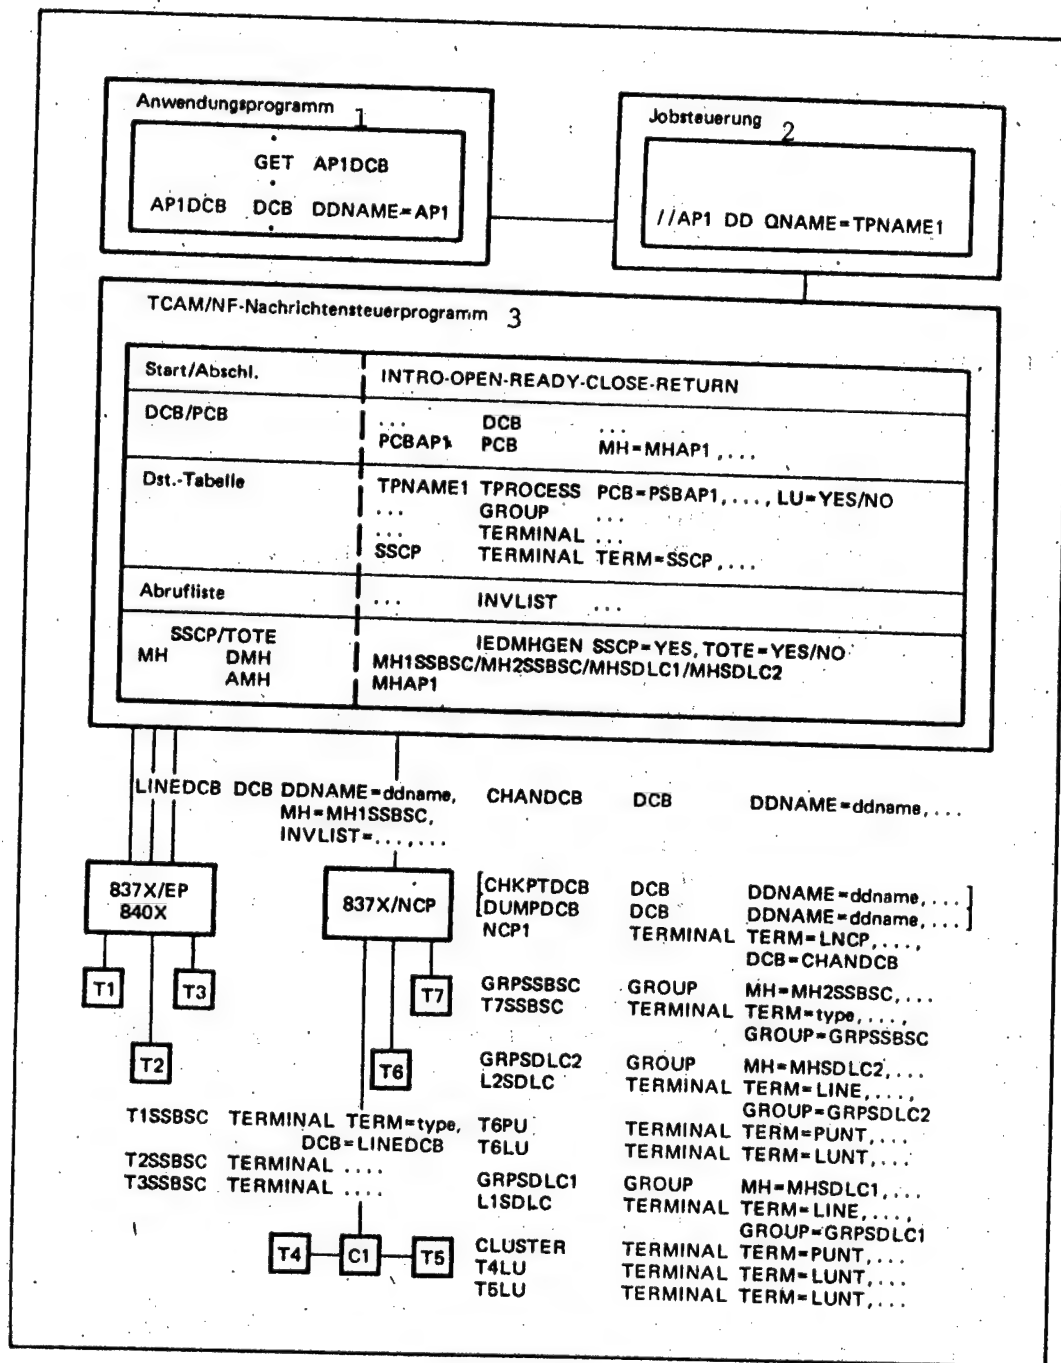 Anwendungsprogramm 1
GET AP1DCB
AP1DCB DCB DDNAME=AP1
Jobsteuerung 2
//AP1 DD QNAME=TPNAME1
TCAM/NF-Nachrichtensteuerprogramm 3
Start/Abschl. INTRO-OPEN-READY-CLOSE-RETURN
DCB/PCB ... DCB ...
PCBAP1 PCB MH=MHAP1,...
Dst.-Tabelle TPNAME1 TPROCESS PCB=PSBAP1,...., LU=YES/NO
... GROUP ...
... TERMINAL ...
SSCP TERMINAL TERM=SSCP,....
Abrufliste ... INVLIST ...
SSCP/TOTE IEDMHGEN SSCP=YES, TOTE=YES/NO
MH DMH MH1SSBSC/MH2SSBSC/MHSDLC1/MHSDLC2
AMH MHAP1
LINEDCB DCB DDNAME=ddname,
MH=MH1SSBSC,
INVLIST=...,...
CHANDCB DCB DDNAME=ddname,...
837X/EP
840X
837X/NCP
[CHKPTDCB DCB DDNAME=ddname,....]
[DUMPDCB DCB DDNAME=ddname,....]
NCP1 TERMINAL TERM=LNCP,....,
DCB=CHANDCB
T1
T3
T7
GRPSSBSC GROUP MH=MH2SSBSC,...
T7SSBSC TERMINAL TERM=type,....,
GROUP=GRPSSBSC
T2
T6
GRPSDLC2 GROUP MH=MHSDLC2,...
L2SDLC TERMINAL TERM=LINE,....,
GROUP=GRPSDLC2
T6PU TERMINAL TERM=PUNT,...
T6LU TERMINAL TERM=LUNT,...
T1SSBSC TERMINAL TERM=type,
DCB=LINEDCB
T2SSBSC TERMINAL ....
T3SSBSC TERMINAL ....
GRPSDLC1 GROUP MH=MHSDLC1,...
L1SDLC TERMINAL TERM=LINE,....,
GROUP=GRPSDLC1
T4 C1 T5
CLUSTER TERMINAL TERM=PUNT,...
T4LU TERMINAL TERM=LUNT,...
T5LU TERMINAL TERM=LUNT,...